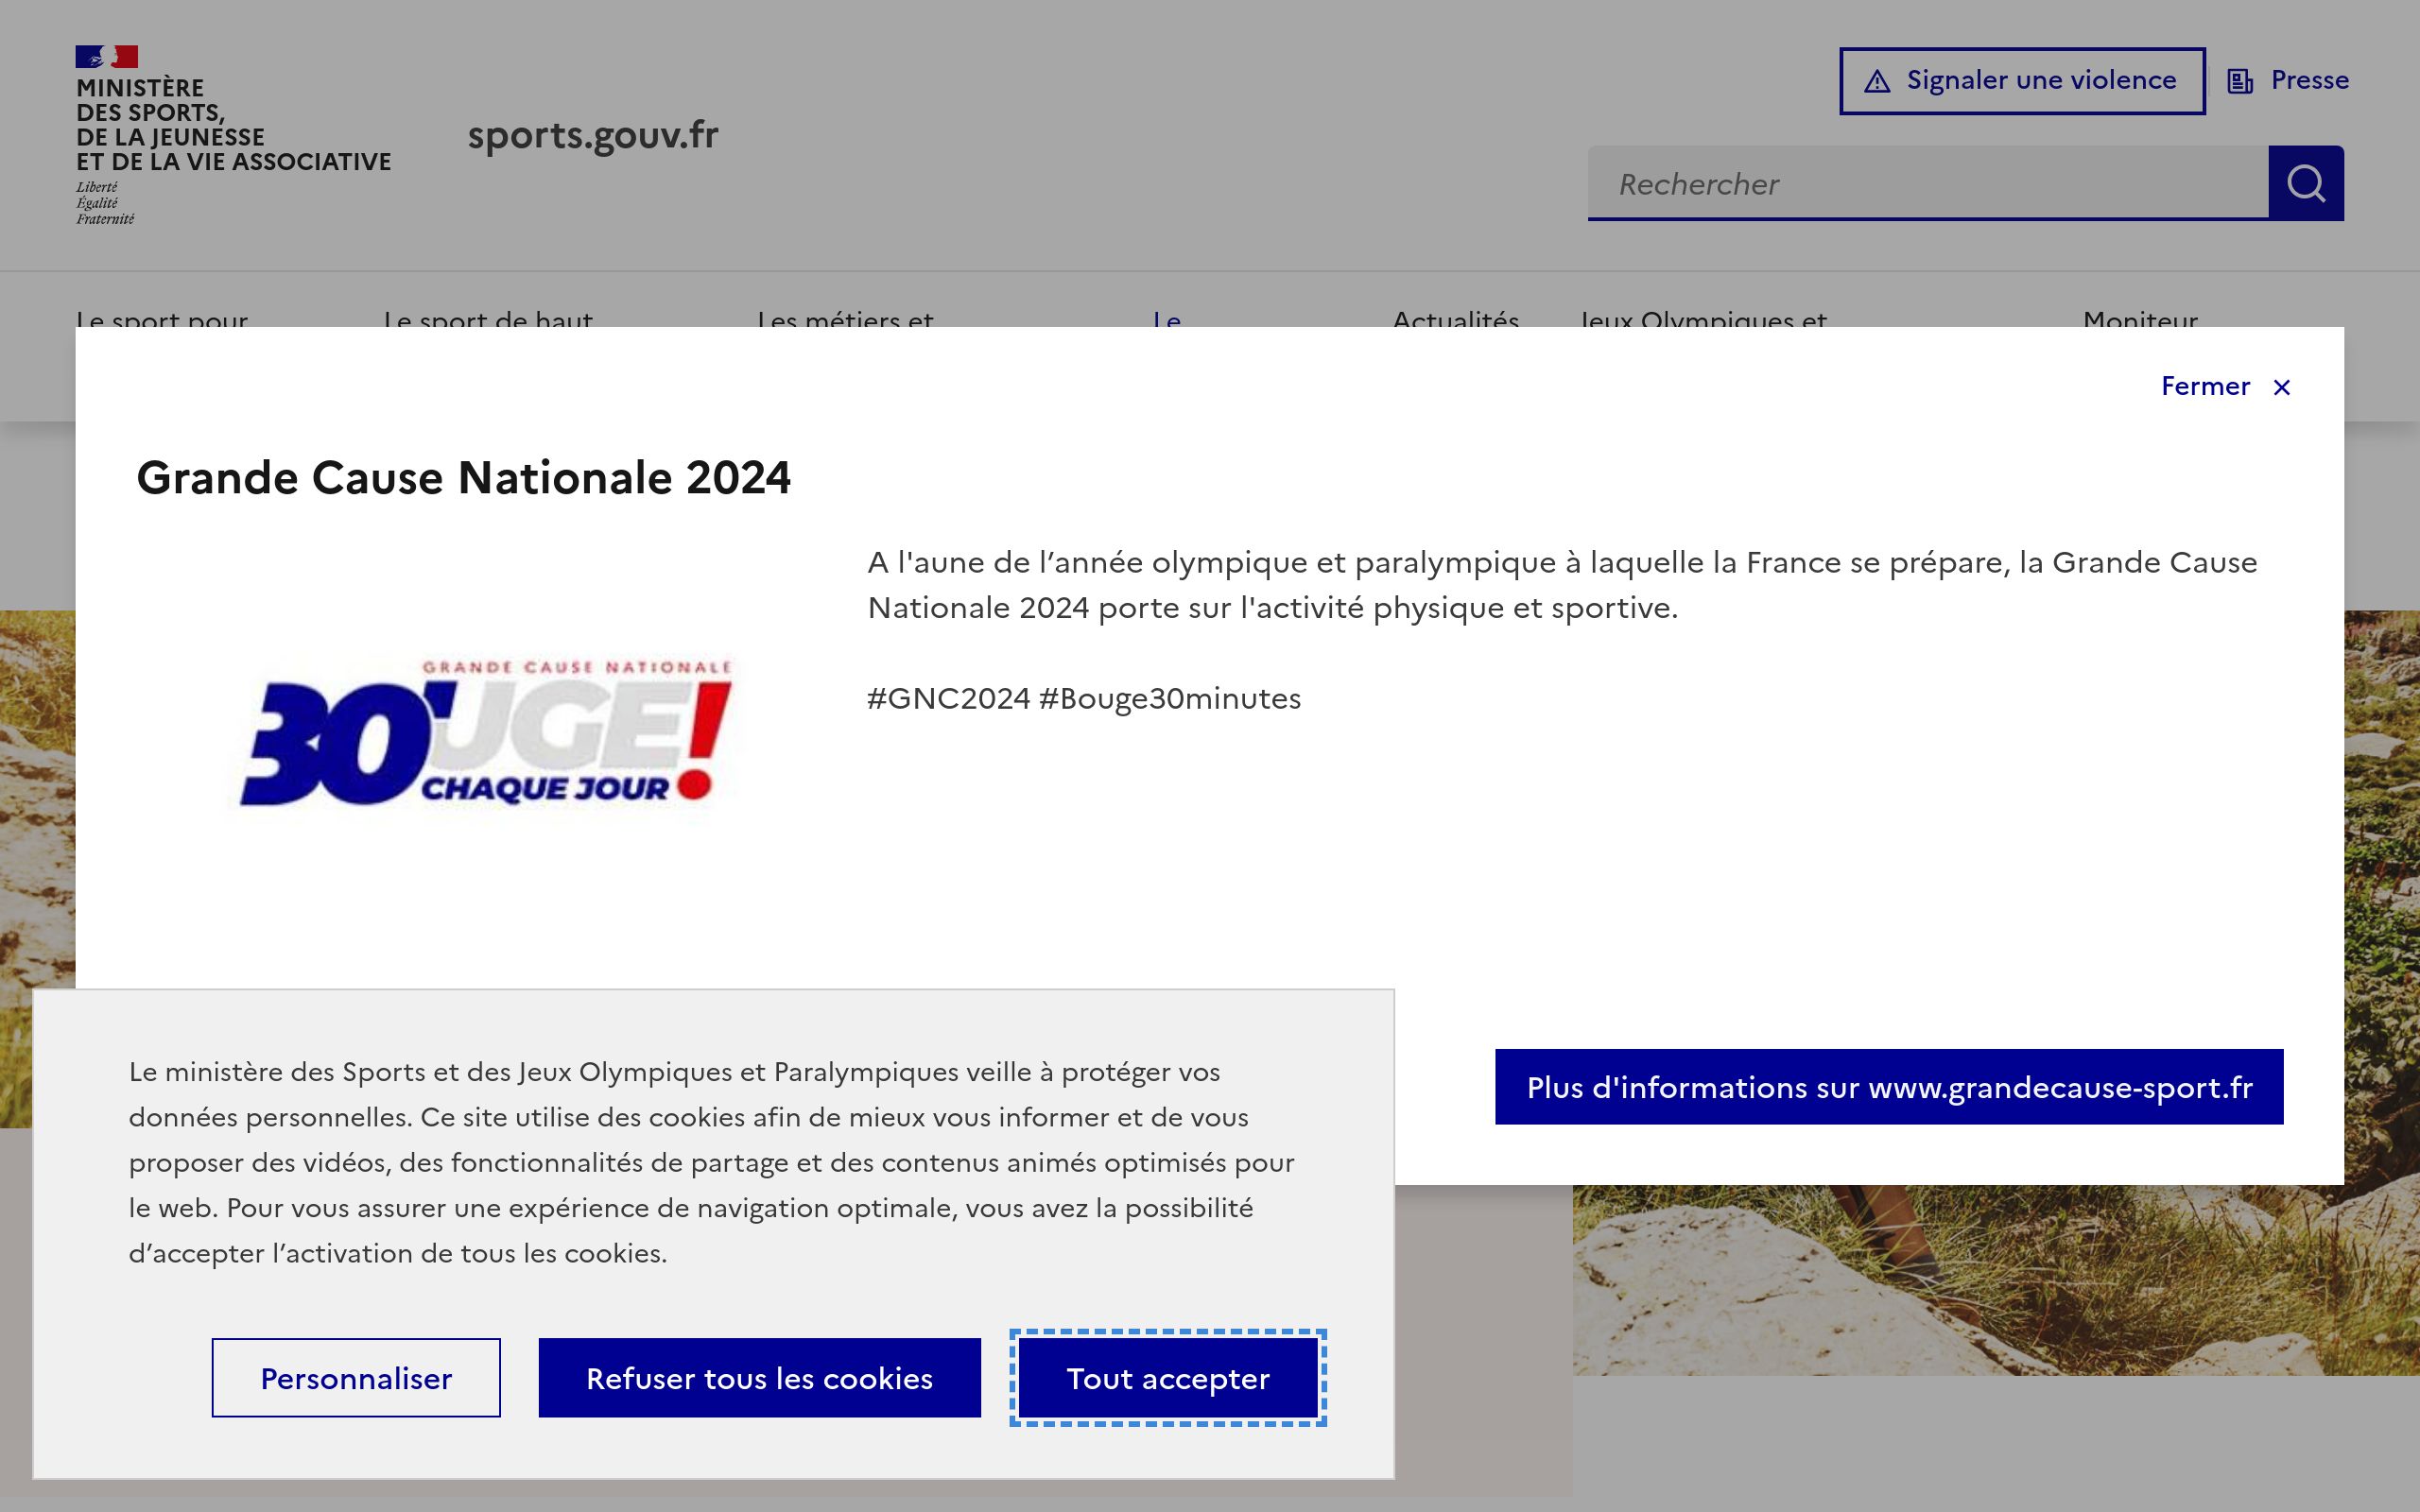 MINISTÈRE
DES SPORTS,
DE LA JEUNESSE
ET DE LA VIE ASSOCIATIVE
Liberté
Égalité
Fraternité
sports.gouv.fr
Signaler une violence
Presse
Rechercher
Le sport pour
Le sport de haut
Les métiers et
Le
Actualités
Jeux Olympiques et
Moniteur
Fermer
Grande Cause Nationale 2024
GRANDE CAUSE NATIONALE
30'UGE!
CHAQUE JOUR
A l'aune de l’année olympique et paralympique à laquelle la France se prépare, la Grande Cause
Nationale 2024 porte sur l'activité physique et sportive.
#GNC2024 #Bouge30minutes
Plus d'informations sur www.grandecause-sport.fr
Le ministère des Sports et des Jeux Olympiques et Paralympiques veille à protéger vos
données personnelles. Ce site utilise des cookies afin de mieux vous informer et de vous
proposer des vidéos, des fonctionnalités de partage et des contenus animés optimisés pour
le web. Pour vous assurer une expérience de navigation optimale, vous avez la possibilité
d’accepter l’activation de tous les cookies.
Personnaliser
Refuser tous les cookies
Tout accepter